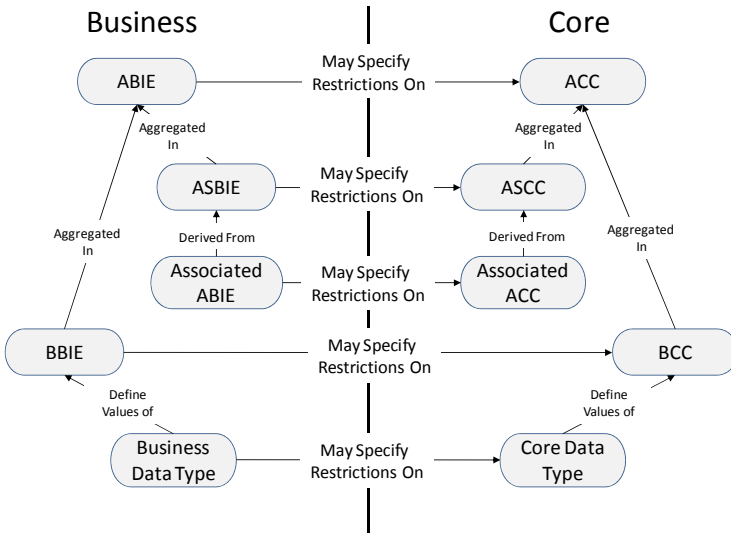 Business
Core
ABIE
May Specify
Restrictions On
ACC
Aggregated
In
Aggregated
In
ASBIE
May Specify
Restrictions On
ASCC
Derived From
Derived From
Aggregated
In
Aggregated
In
Associated
ABIE
May Specify
Restrictions On
Associated
ACC
BBIE
May Specify
Restrictions On
BCC
Define
Values of
Define
Values of
Business
Data Type
May Specify
Restrictions On
Core Data
Type